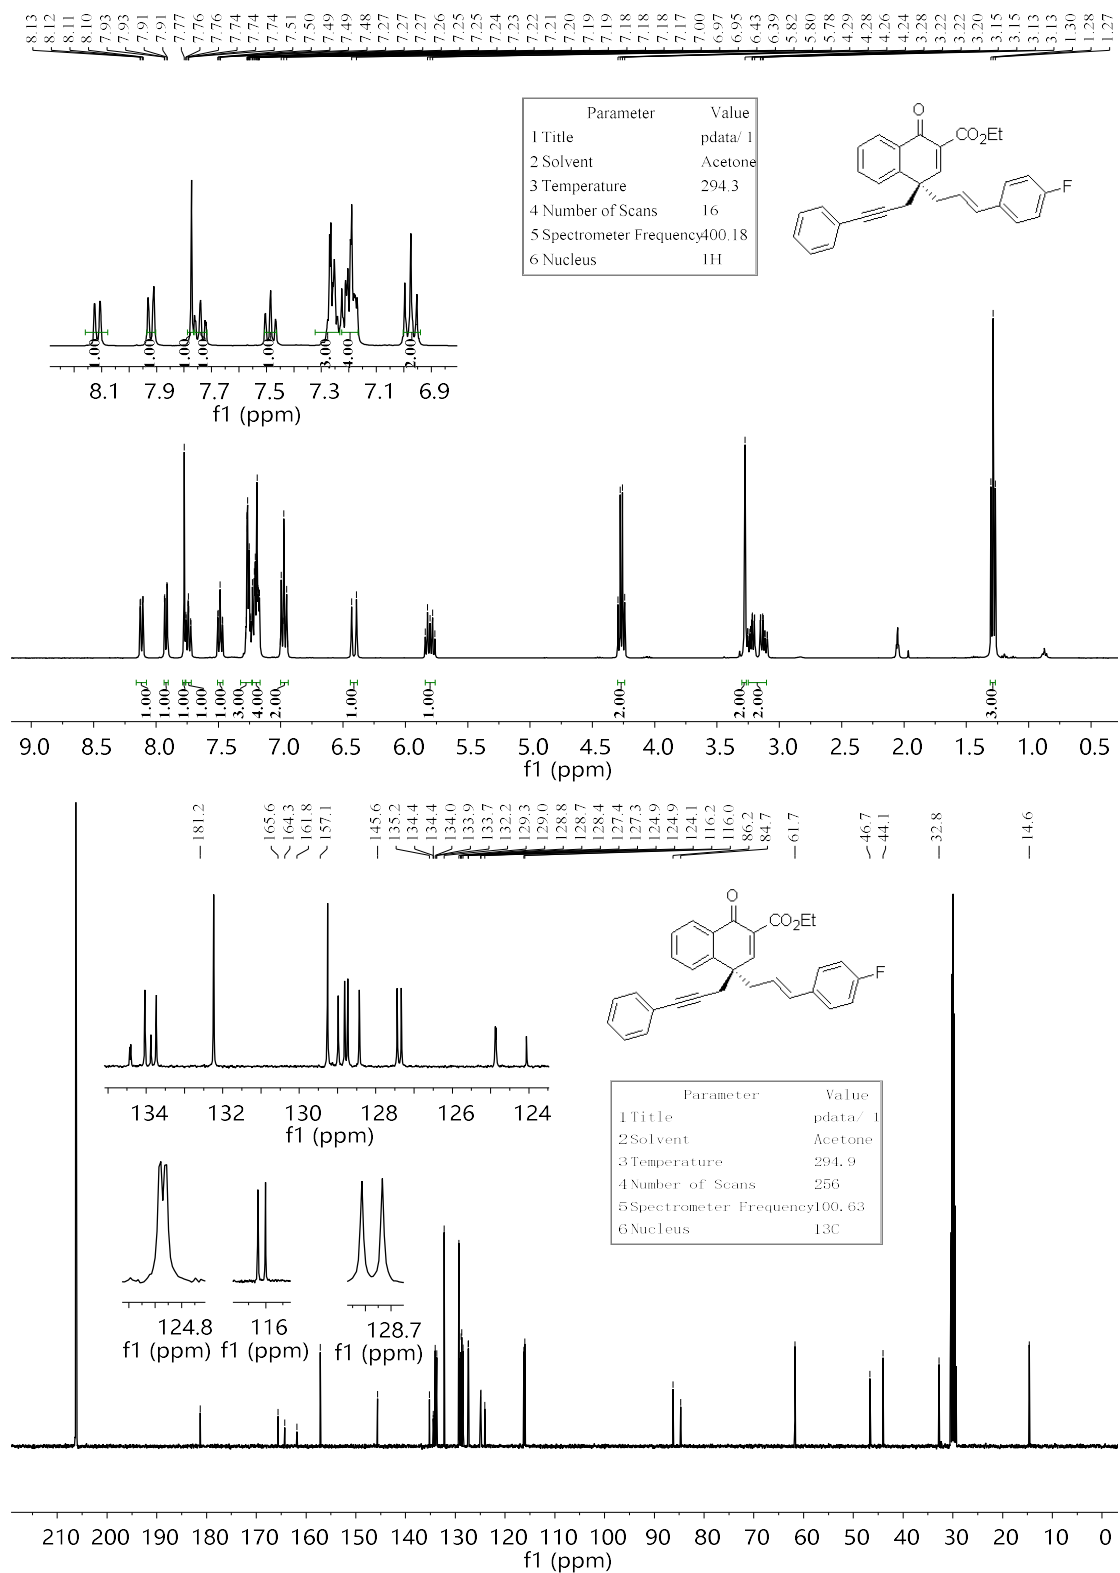 8.13 8.12 8.11 8.10 7.93 7.93 7.91 7.91 7.77 7.76 7.76 7.74 7.74 7.51 7.50 7.49 7.49 7.48 7.27 7.27 7.27 7.26 7.25 7.25 7.24 7.23 7.22 7.21 7.20 7.19 7.19 7.18 7.18 7.18 7.17 7.00 6.97 6.95 6.43 6.39 5.82 5.80 5.78 4.29 4.28 4.26 4.24 3.28 3.22 3.22 3.20 3.15 3.15 3.13 3.13 1.30 1.28 1.27
Parameter Value
1 Title pdata/ 1
2 Solvent Acetone
3 Temperature 294.3
4 Number of Scans 16
5 Spectrometer Frequency 400.18
6 Nucleus 1H
O
CO2Et
F
1.00 1.00 1.00 1.00 1.00 3.00 4.00 2.00
8.1 7.9 7.7 7.5 7.3 7.1 6.9
f1 (ppm)
1.00 1.00 1.00 1.00 1.00 3.00 4.00 2.00 1.00 1.00 2.00 2.00 2.00 3.00
9.0 8.5 8.0 7.5 7.0 6.5 6.0 5.5 5.0 4.5 4.0 3.5 3.0 2.5 2.0 1.5 1.0 0.5
f1 (ppm)
181.2 165.6 164.3 161.8 157.1 145.6 135.2 134.4 134.4 134.0 133.9 133.7 132.2 129.3 129.0 128.8 128.7 128.4 127.4 127.3 124.9 124.9 124.1 116.2 116.0 86.2 84.7 61.7 46.7 44.1 32.8 14.6
O
CO2Et
F
134 132 130 128 126 124
f1 (ppm)
Parameter Value
1 Title pdata/ 1
2 Solvent Acetone
3 Temperature 294.9
4 Number of Scans 256
5 Spectrometer Frequency 100.63
6 Nucleus 13C
124.8 116 128.7
f1 (ppm) f1 (ppm) f1 (ppm)
210 200 190 180 170 160 150 140 130 120 110 100 90 80 70 60 50 40 30 20 10 0
f1 (ppm)